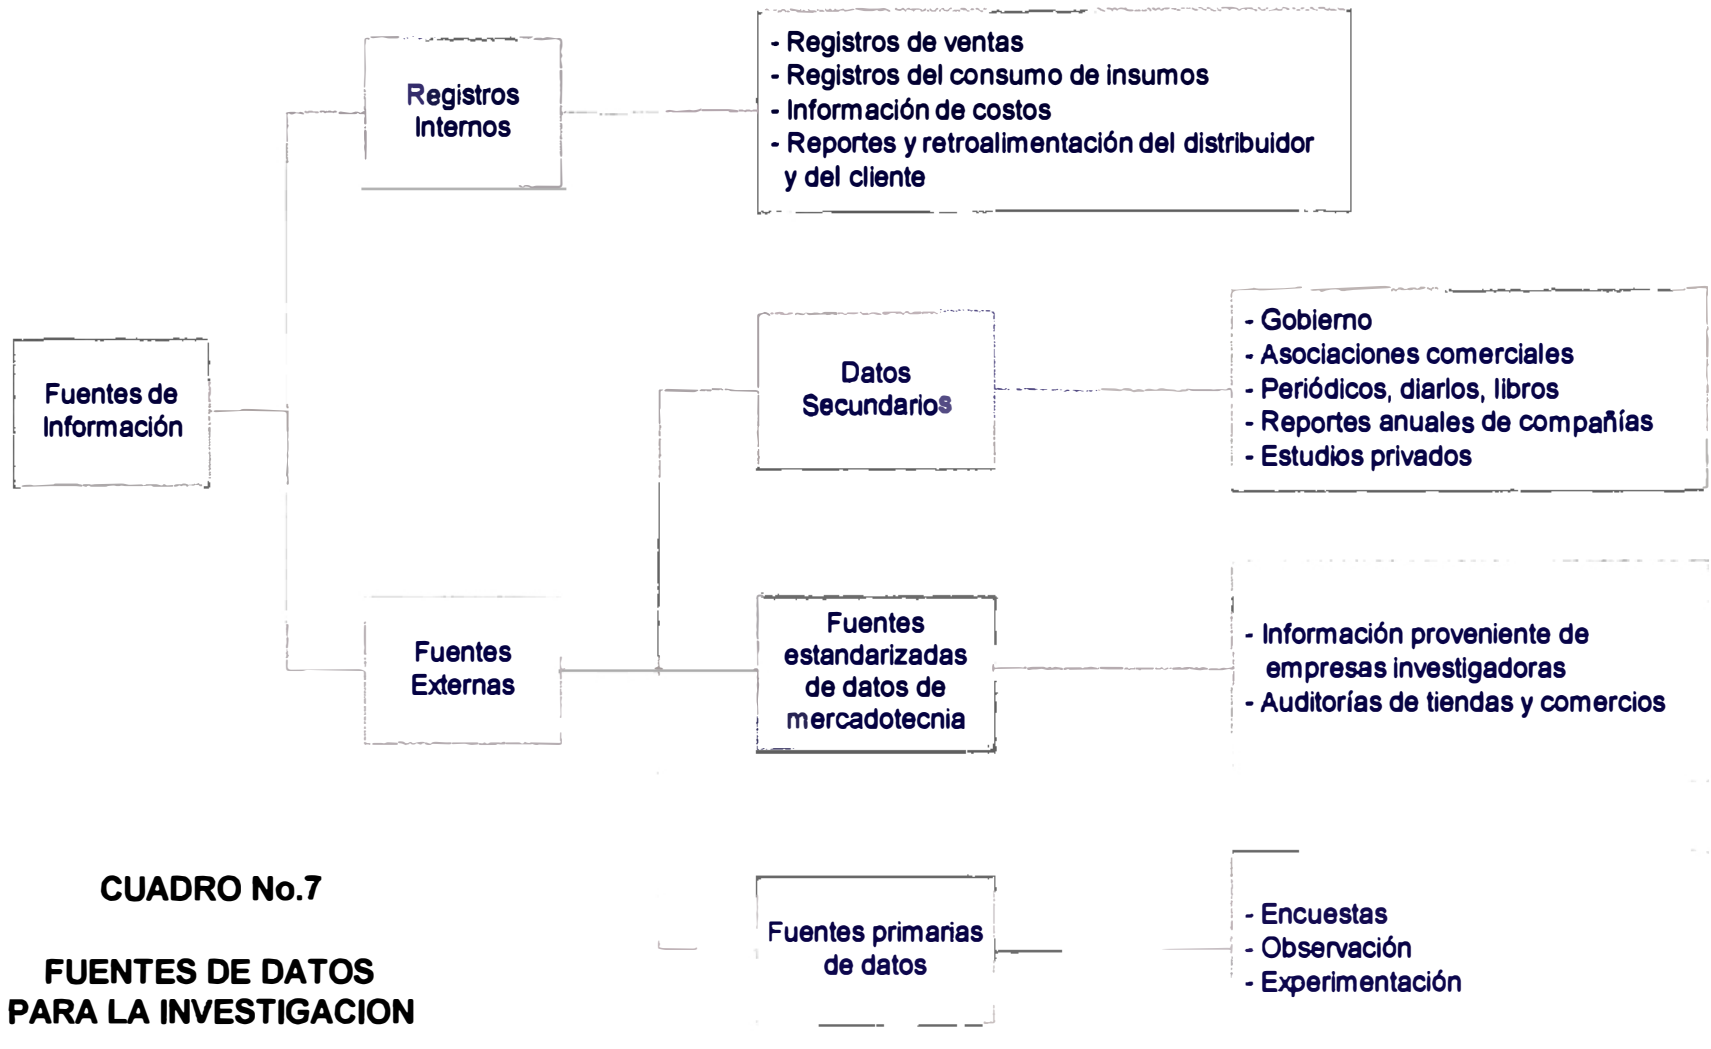 Registros
Internos
- Registros de ventas
- Registros del consumo de insumos
- Información de costos
- Reportes y retroalimentación del distribuidor
y del cliente
Fuentes de
Información
Datos
Secundarios
- Gobierno
- Asociaciones comerciales
- Periódicos, diarios, libros
- Reportes anuales de compañías
- Estudios privados
Fuentes
Externas
Fuentes
estandarizadas
de datos de
mercadotecnia
- Información proveniente de
empresas investigadoras
- Auditorías de tiendas y comercios
Fuentes primarias
de datos
- Encuestas
- Observación
- Experimentación
CUADRO No.7
FUENTES DE DATOS
PARA LA INVESTIGACION